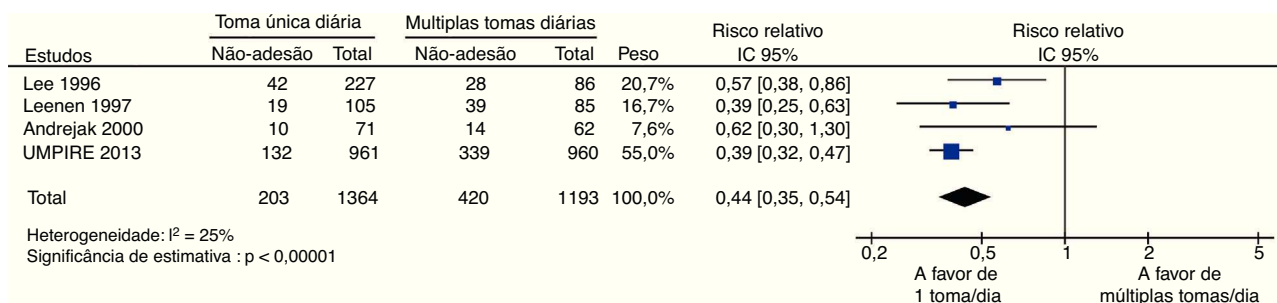 Toma única diária Multiplas tomas diárias Risco relativo Risco relativo
Estudos Não-adesão Total Não-adesão Total Peso IC 95% IC 95%
Lee 1996 42 227 28 86 20,7% 0,57 [0,38, 0,86]
Leenen 1997 19 105 39 85 16,7% 0,39 [0,25, 0,63]
Andrejak 2000 10 71 14 62 7,6% 0,62 [0,30, 1,30]
UMPIRE 2013 132 961 339 960 55,0% 0,39 [0,32, 0,47]
Total 203 1364 420 1193 100,0% 0,44 [0,35, 0,54]
Heterogeneidade: I² = 25%
Significância de estimativa : p < 0,00001
0,2 0,5 1 2 5
A favor de A favor de
1 toma/dia múltiplas tomas/dia